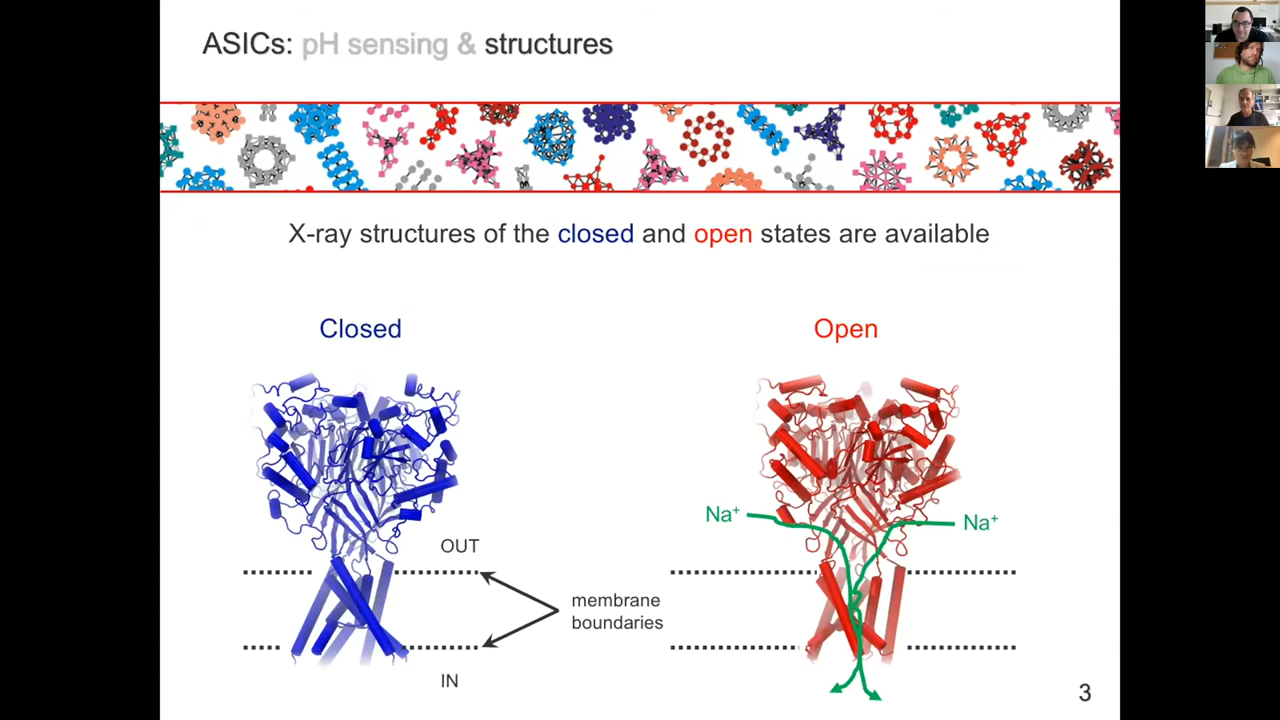 ASICs: pH sensing & structures
X-ray structures of the closed and open states are available
Closed
Open
Na⁺
Na⁺
OUT
membrane
boundaries
IN
3